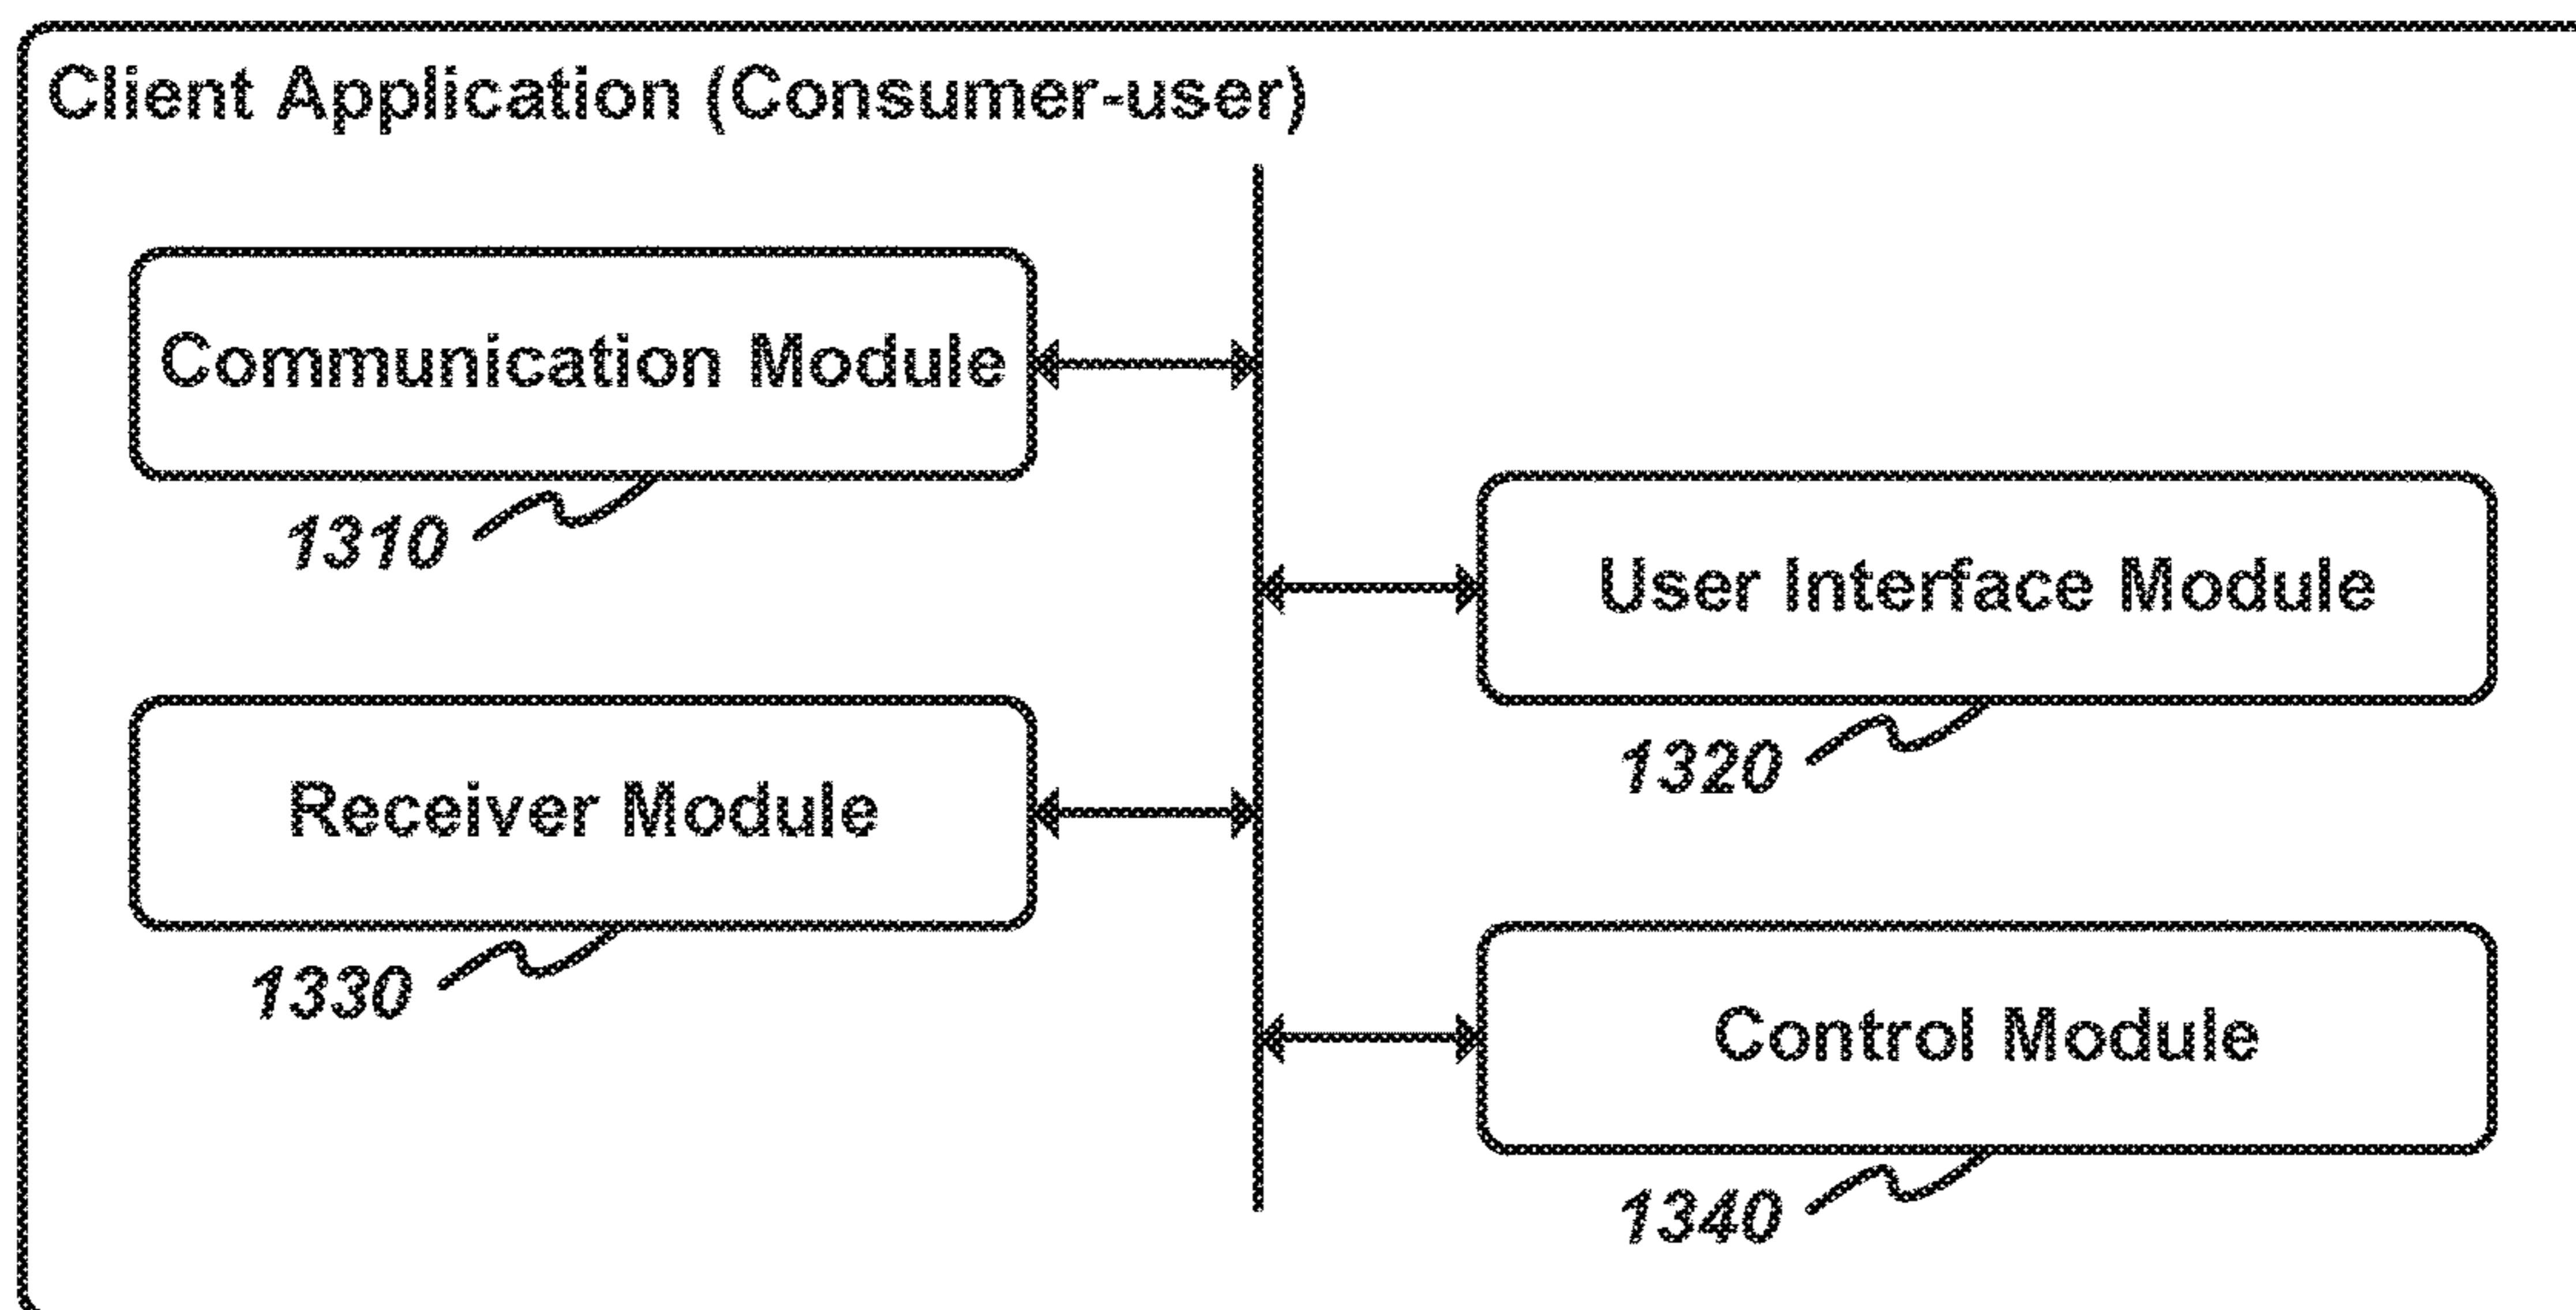 Client Application (Consumer-user)
Communication Module
1310
User Interface Module
1320
Receiver Module
1330
Control Module
1340